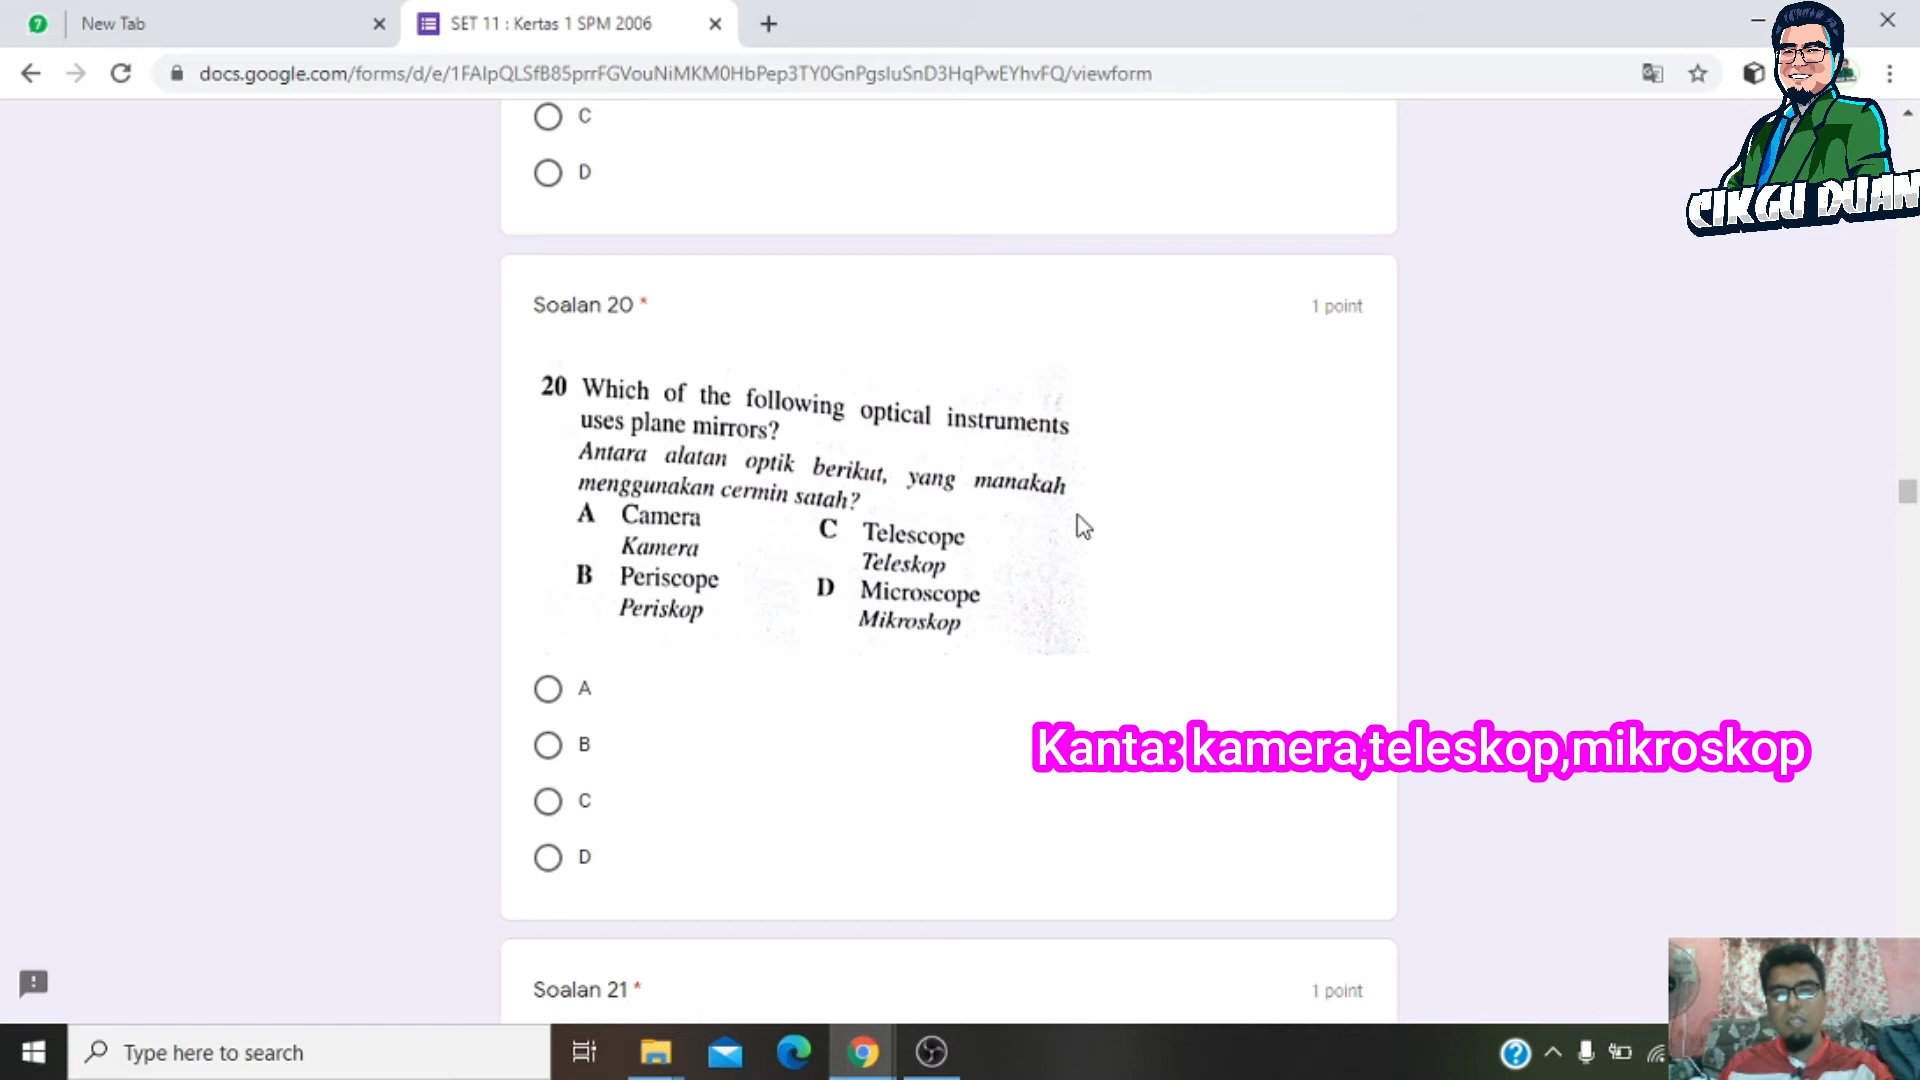 7
New Tab
SET 11 : Kertas 1 SPM 2006
docs.google.com/forms/d/e/1FAIpQLSfB85prrFGVouNiMKM0HbPep3TY0GnPgsIuSnD3HqPwEYhvFQ/viewform
CIKGU DUAN
C
D
Soalan 20 *
1 point
20 Which of the following optical instruments
uses plane mirrors?
Antara alatan optik berikut, yang manakah
menggunakan cermin satah?
A Camera
Kamera
B Periscope
Periskop
C Telescope
Teleskop
D Microscope
Mikroskop
A
B
C
D
Kanta: kamera,teleskop,mikroskop
Soalan 21 *
1 point
Type here to search